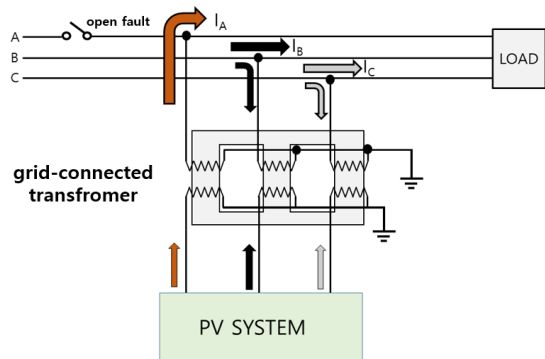 open fault
I_A
A
B
I_B
LOAD
C
I_C
grid-connected
transfromer
PV SYSTEM